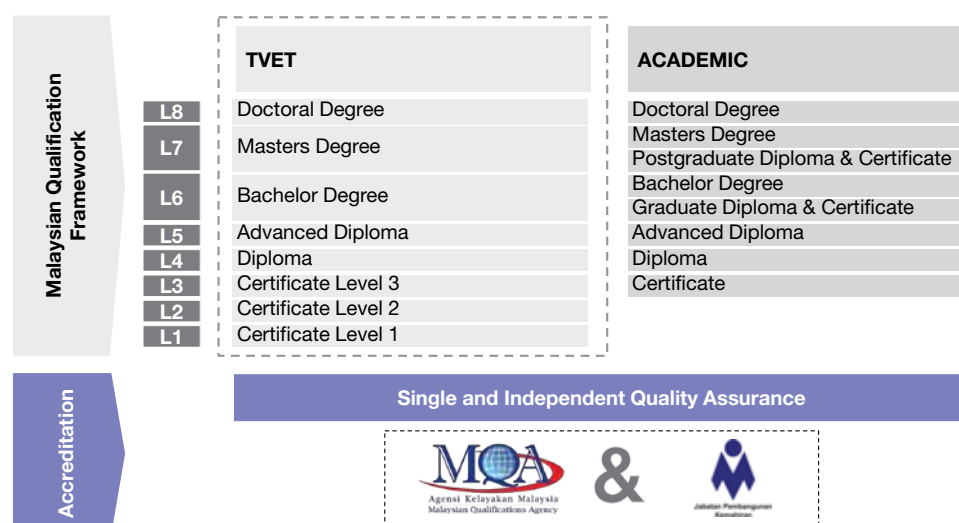 Malaysian Qualification
Framework
TVET
ACADEMIC
L8
Doctoral Degree
Doctoral Degree
L7
Masters Degree
Masters Degree
Postgraduate Diploma & Certificate
L6
Bachelor Degree
Bachelor Degree
Graduate Diploma & Certificate
L5
Advanced Diploma
Advanced Diploma
L4
Diploma
Diploma
L3
Certificate Level 3
Certificate
L2
Certificate Level 2
L1
Certificate Level 1
Accreditation
Single and Independent Quality Assurance
MQA
Agensi Kelayakan Malaysia
Malaysian Qualifications Agency
&
Jabatan Pembangunan
Kemahiran